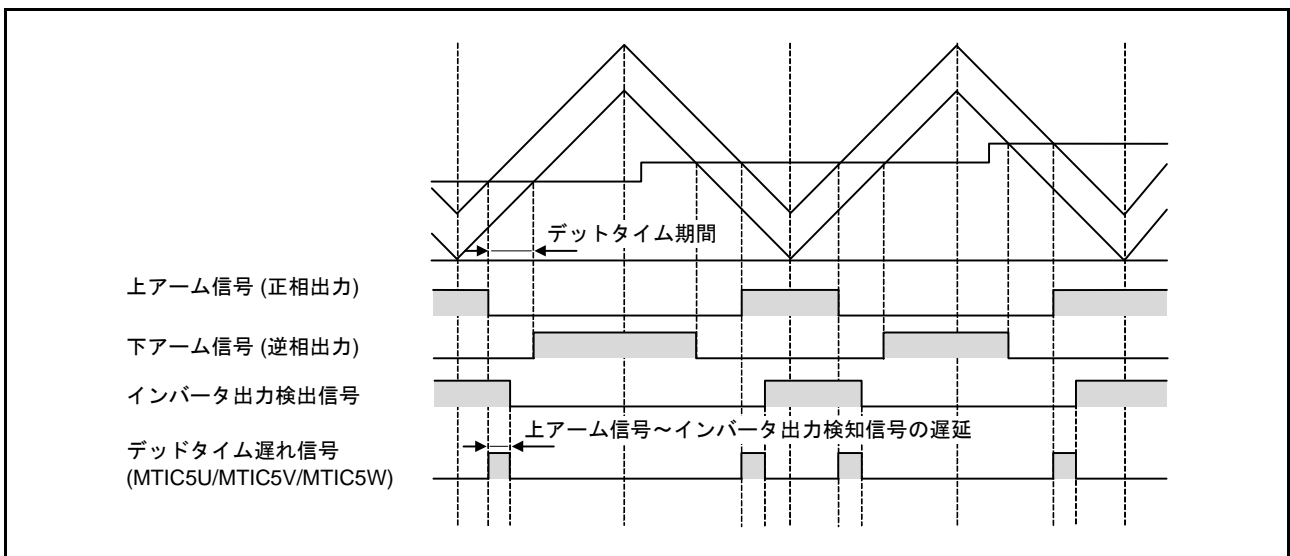 デットタイム期間
上アーム信号 (正相出力)
下アーム信号 (逆相出力)
インバータ出力検出信号
上アーム信号～インバータ出力検知信号の遅延
デッドタイム遅れ信号
(MTIC5U/MTIC5V/MTIC5W)